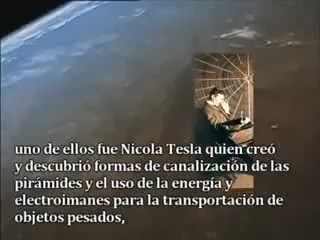 uno de ellos fue Nicola Tesla quien creó
y descubrió formas de canalización de las
pirámides y el uso de la energía y
electroimanes para la transportación de
objetos pesados,